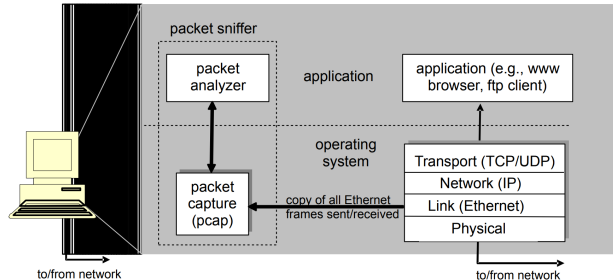 packet sniffer
packet
analyzer
application
application (e.g., www
browser, ftp client)
operating
system
packet
capture
(pcap)
copy of all Ethernet
frames sent/received
Transport (TCP/UDP)
Network (IP)
Link (Ethernet)
Physical
to/from network
to/from network